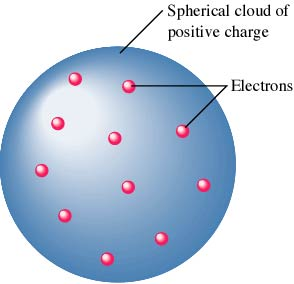 Spherical cloud of
positive charge
Electrons